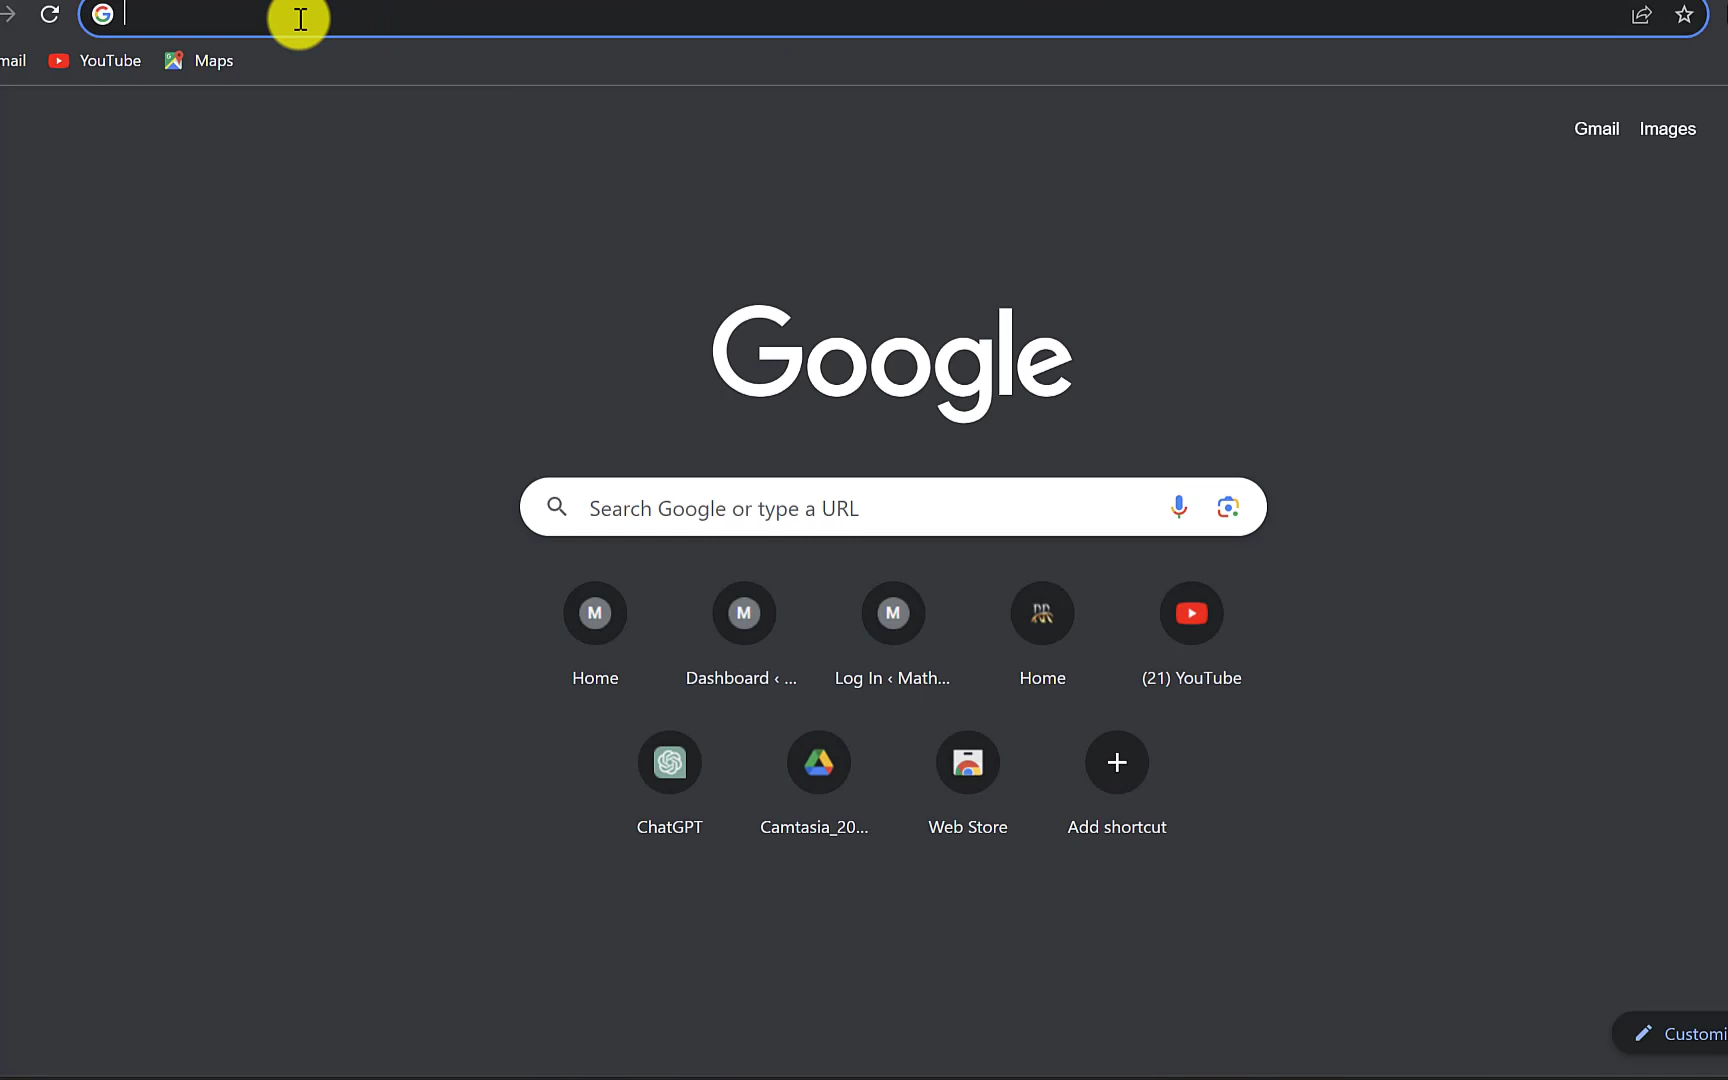 mail YouTube Maps
Gmail Images
Google
Search Google or type a URL
M M M RR
Home Dashboard ‹ ... Log In ‹ Math... Home (21) YouTube
ChatGPT Camtasia_20... Web Store Add shortcut
Customi